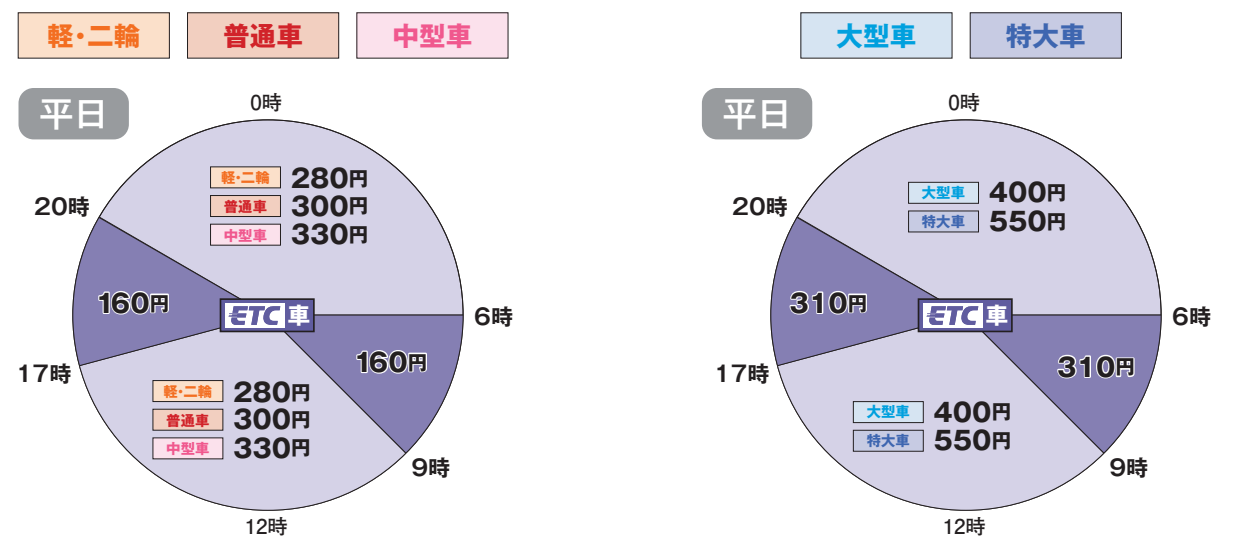 軽・二輪 普通車 中型車
平日
0時
軽・二輪 280円
普通車 300円
中型車 330円
20時
160円
ETC車
6時
160円
17時
軽・二輪 280円
普通車 300円
中型車 330円
9時
12時
大型車 特大車
平日
0時
大型車 400円
特大車 550円
20時
310円
ETC車
6時
310円
17時
大型車 400円
特大車 550円
9時
12時